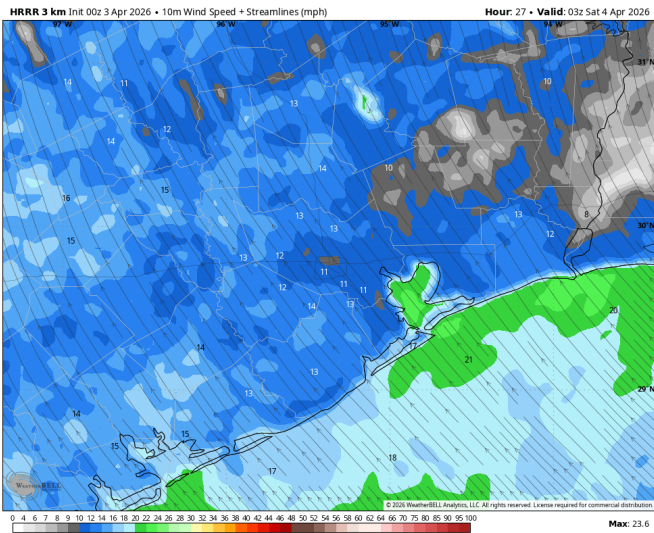 HRRR 3 km Init 00z 3 Apr 2026 • 10m Wind Speed + Streamlines (mph)
Hour: 27 • Valid: 03z Sat 4 Apr 2026
97°W 96°W 95°W 94°W
31°N
14 11 13 10
12
14
14 10
15
16
13 13 13 8
15 12 30°N
13 12
11
12 11 11
14 13
20
14 17
21
13
13 29°N
14
15 15
17 18
WEATHERBELL
© 2026 WeatherBELL Analytics, LLC. All rights reserved. License required for commercial distribution.
0 4 5 6 7 8 9 10 12 14 16 18 20 22 24 26 28 30 32 34 36 38 40 42 44 46 48 50 52 54 56 58 60 62 64 66 70 75 80 85 90 95 100
Max: 23.6